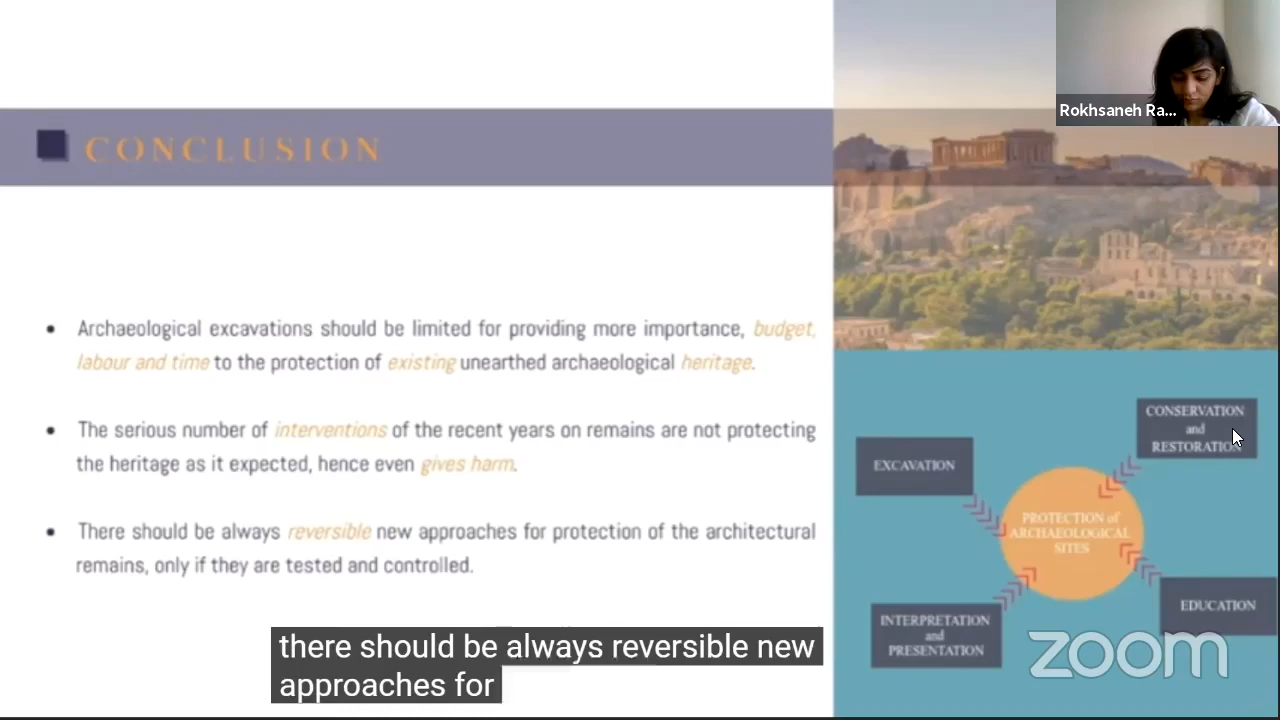 Rokhsaneh Ra...
CONCLUSION
Archaeological excavations should be limited for providing more importance, budget,
labour and time to the protection of existing unearthed archaeological heritage.
The serious number of interventions of the recent years on remains are not protecting
the heritage as it expected, hence even gives harm.
There should be always reversible new approaches for protection of the architectural
remains, only if they are tested and controlled.
CONSERVATION
and
RESTORATION
EXCAVATION
PROTECTION of
ARCHAEOLOGICAL
SITES
EDUCATION
INTERPRETATION
and
PRESENTATION
there should be always reversible new
approaches for
zoom